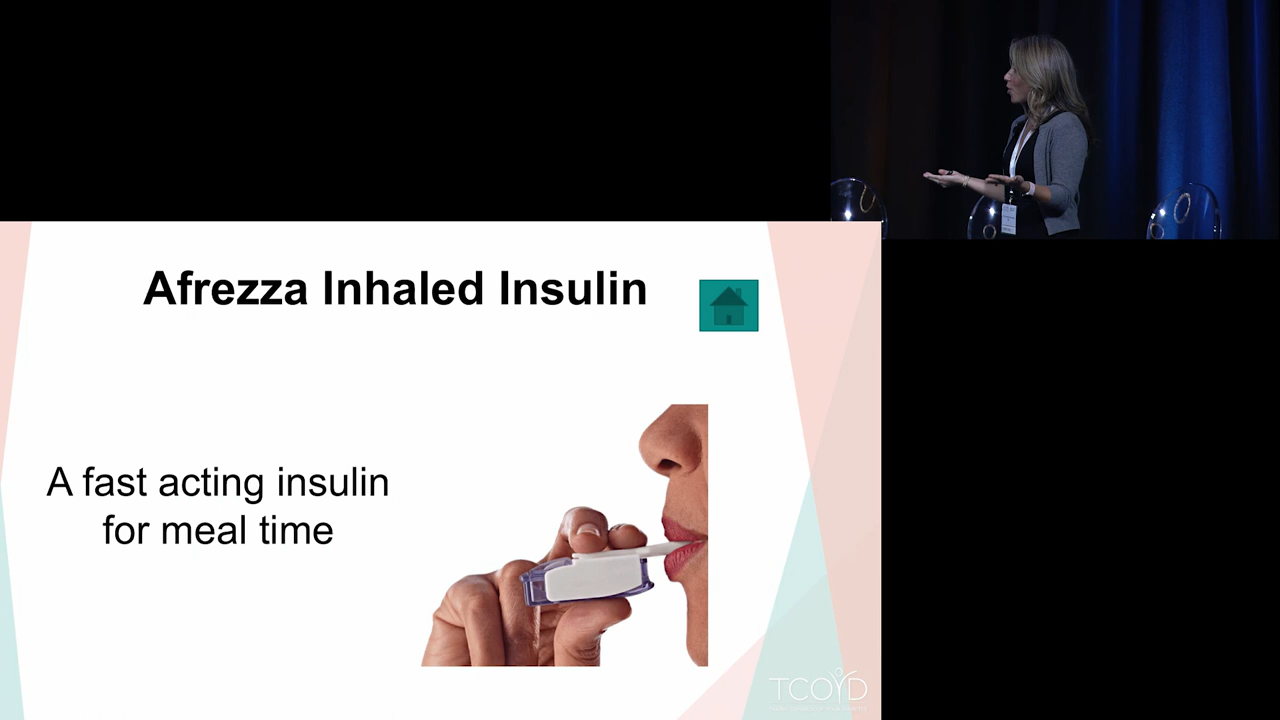 Afrezza Inhaled Insulin
A fast acting insulin
for meal time
TCOYD